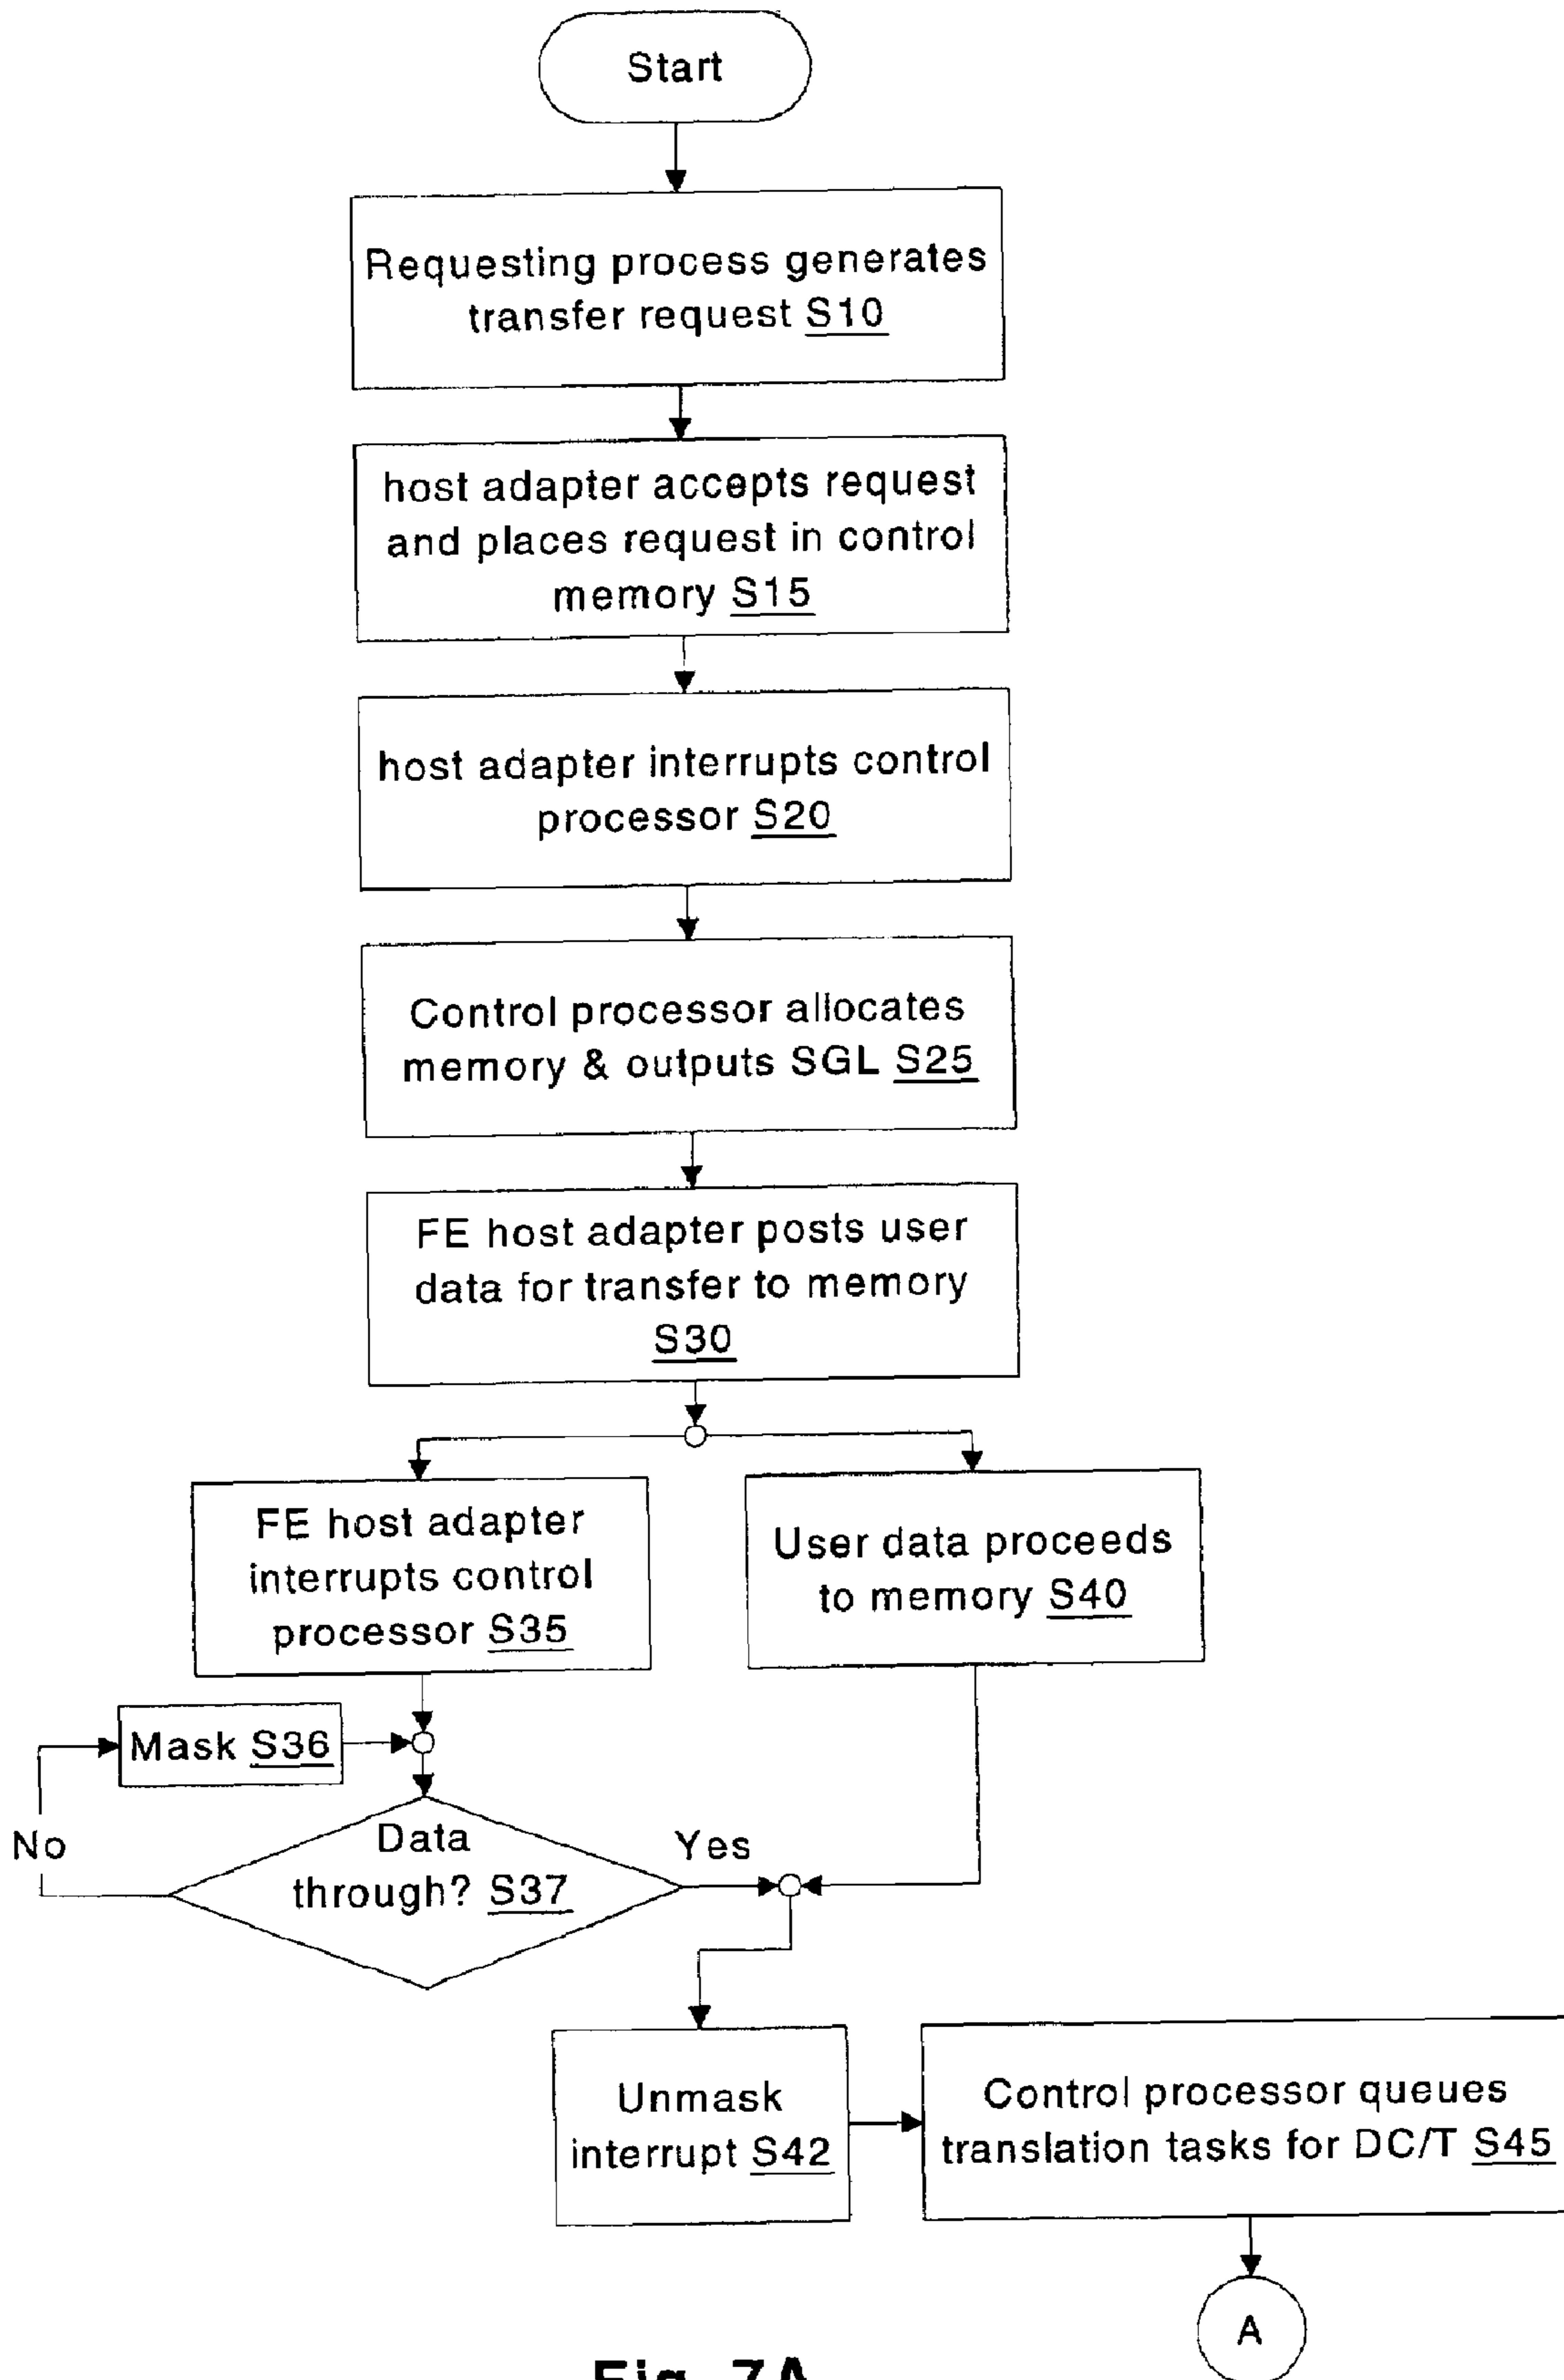 Start
Requesting process generates
transfer request S10
host adapter accepts request
and places request in control
memory S15
host adapter interrupts control
processor S20
Control processor allocates
memory & outputs SGL S25
FE host adapter posts user
data for transfer to memory
S30
FE host adapter
interrupts control
processor S35
User data proceeds
to memory S40
Mask S36
No
Data
through? S37
Yes
Unmask
interrupt S42
Control processor queues
translation tasks for DC/T S45
A
Fig. 7A